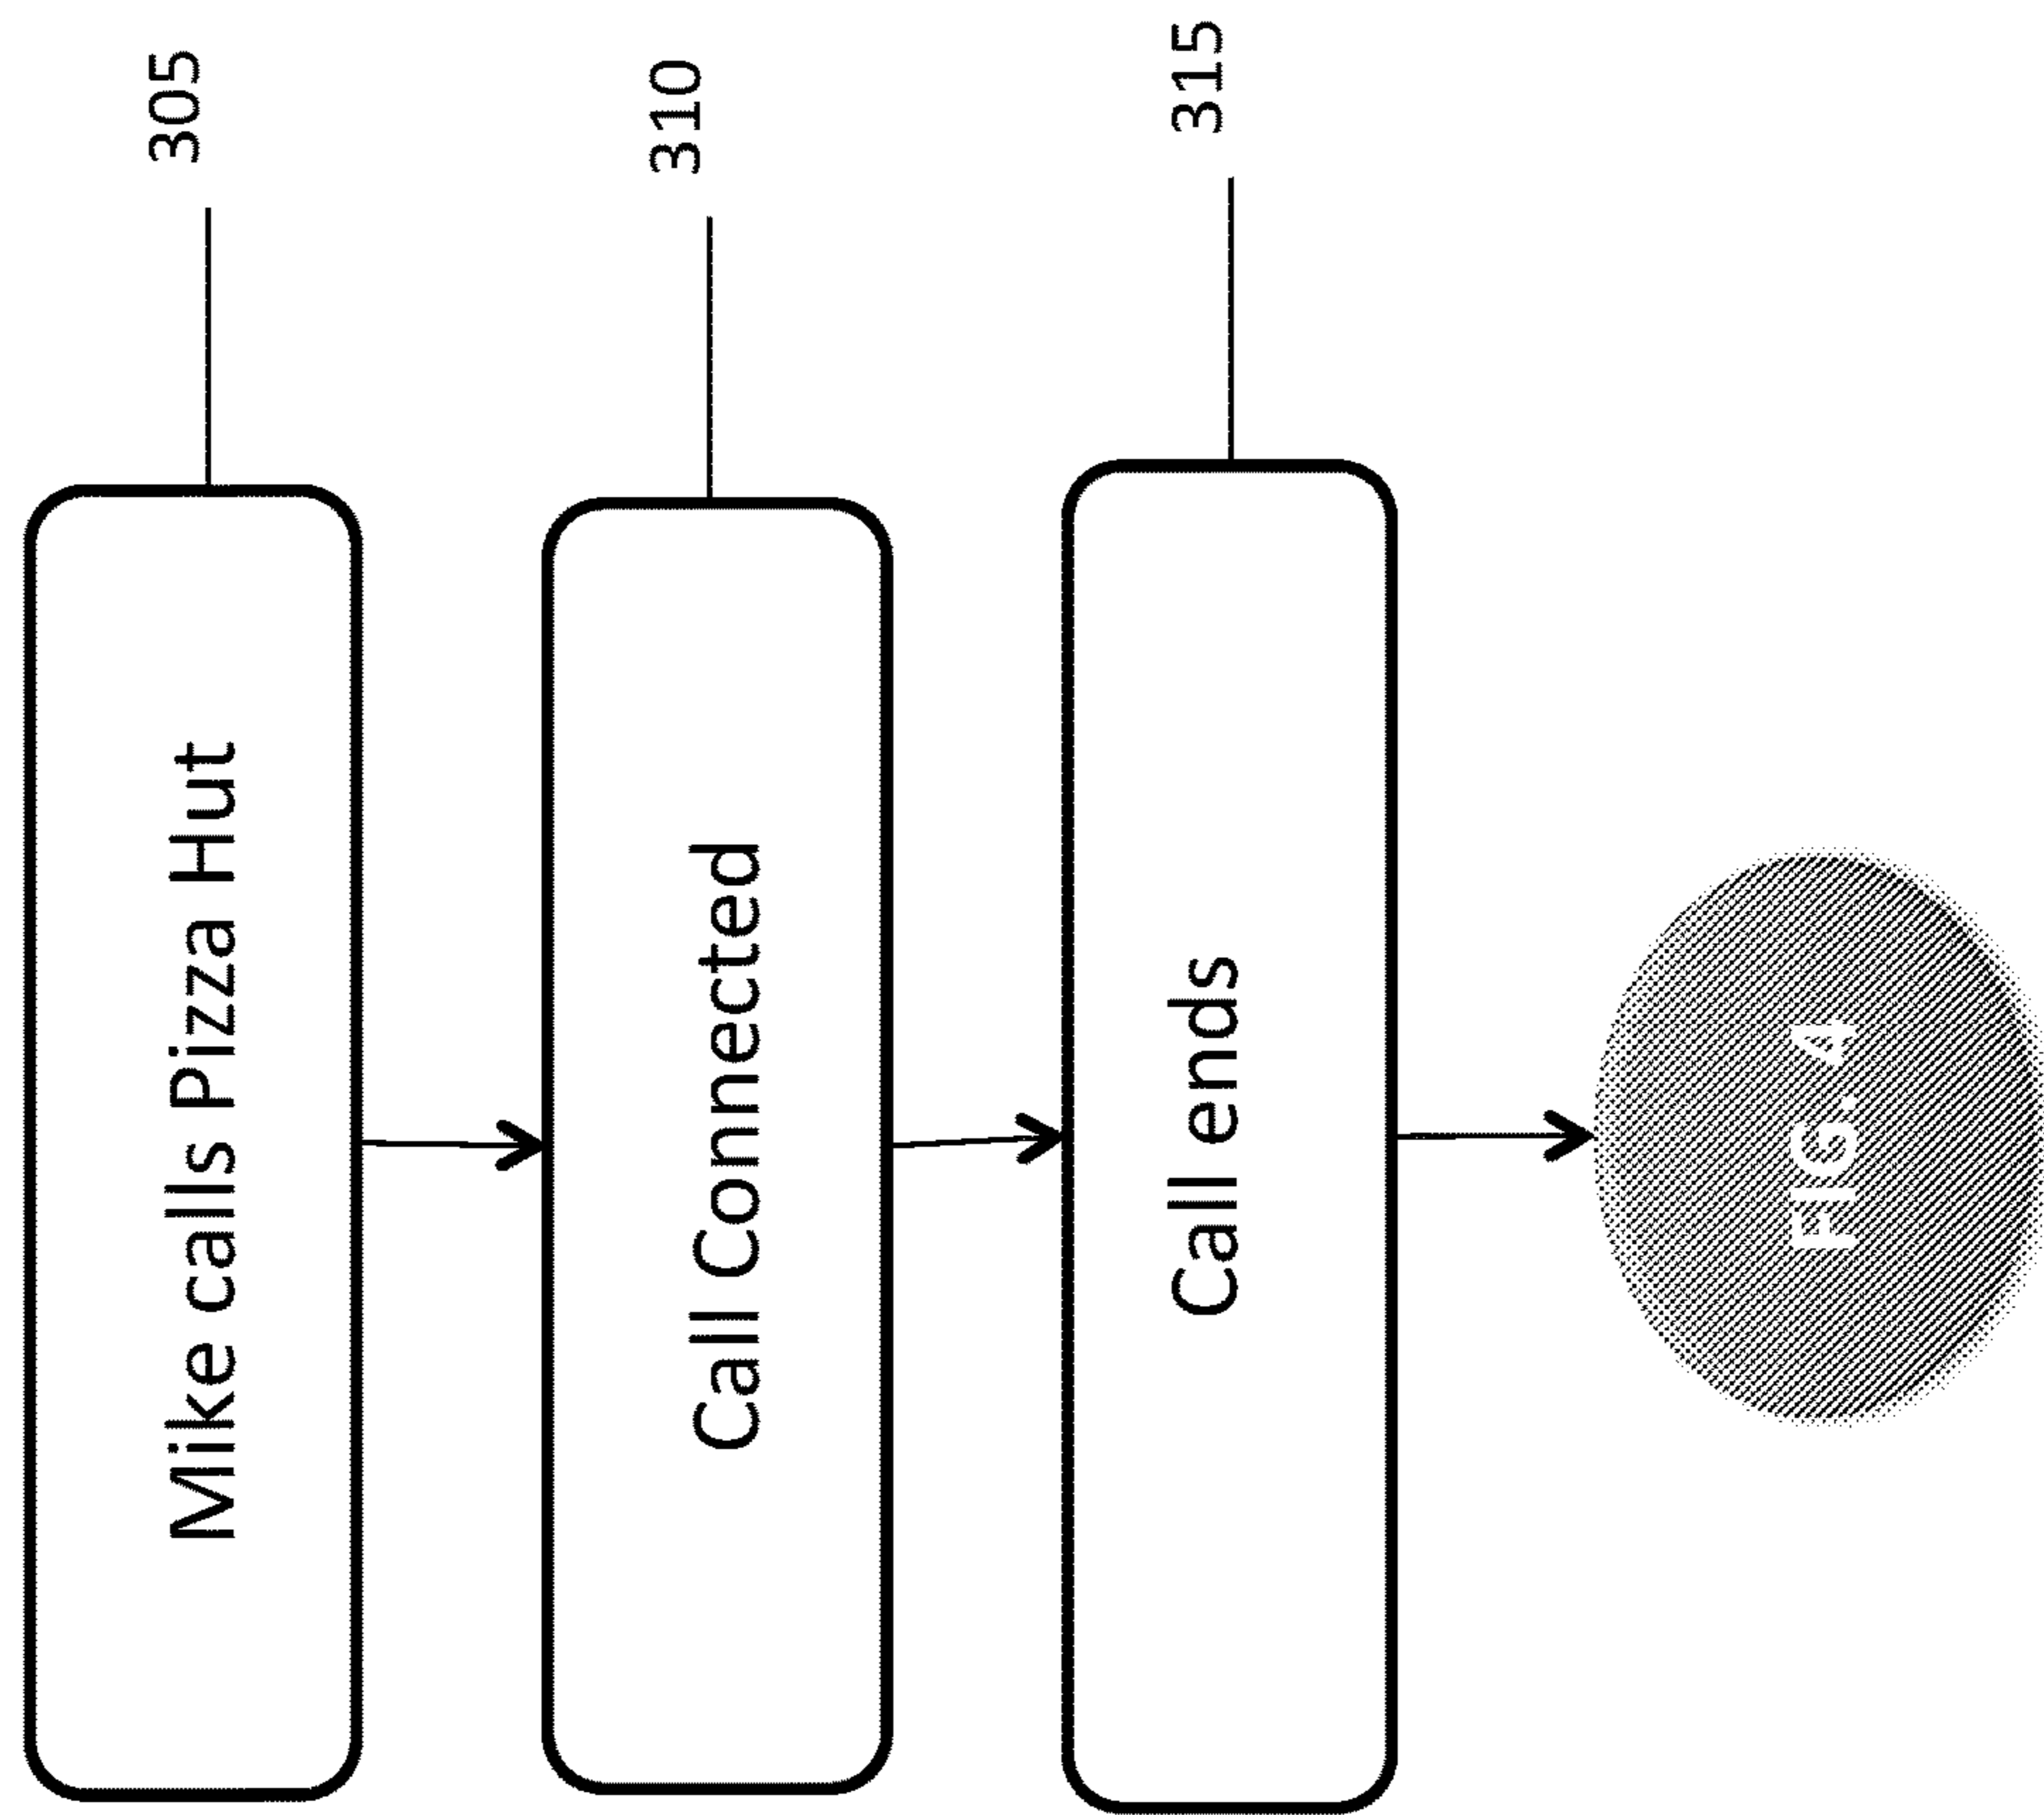 305
Mike calls Pizza Hut
310
Call Connected
315
Call ends
FIG. 4